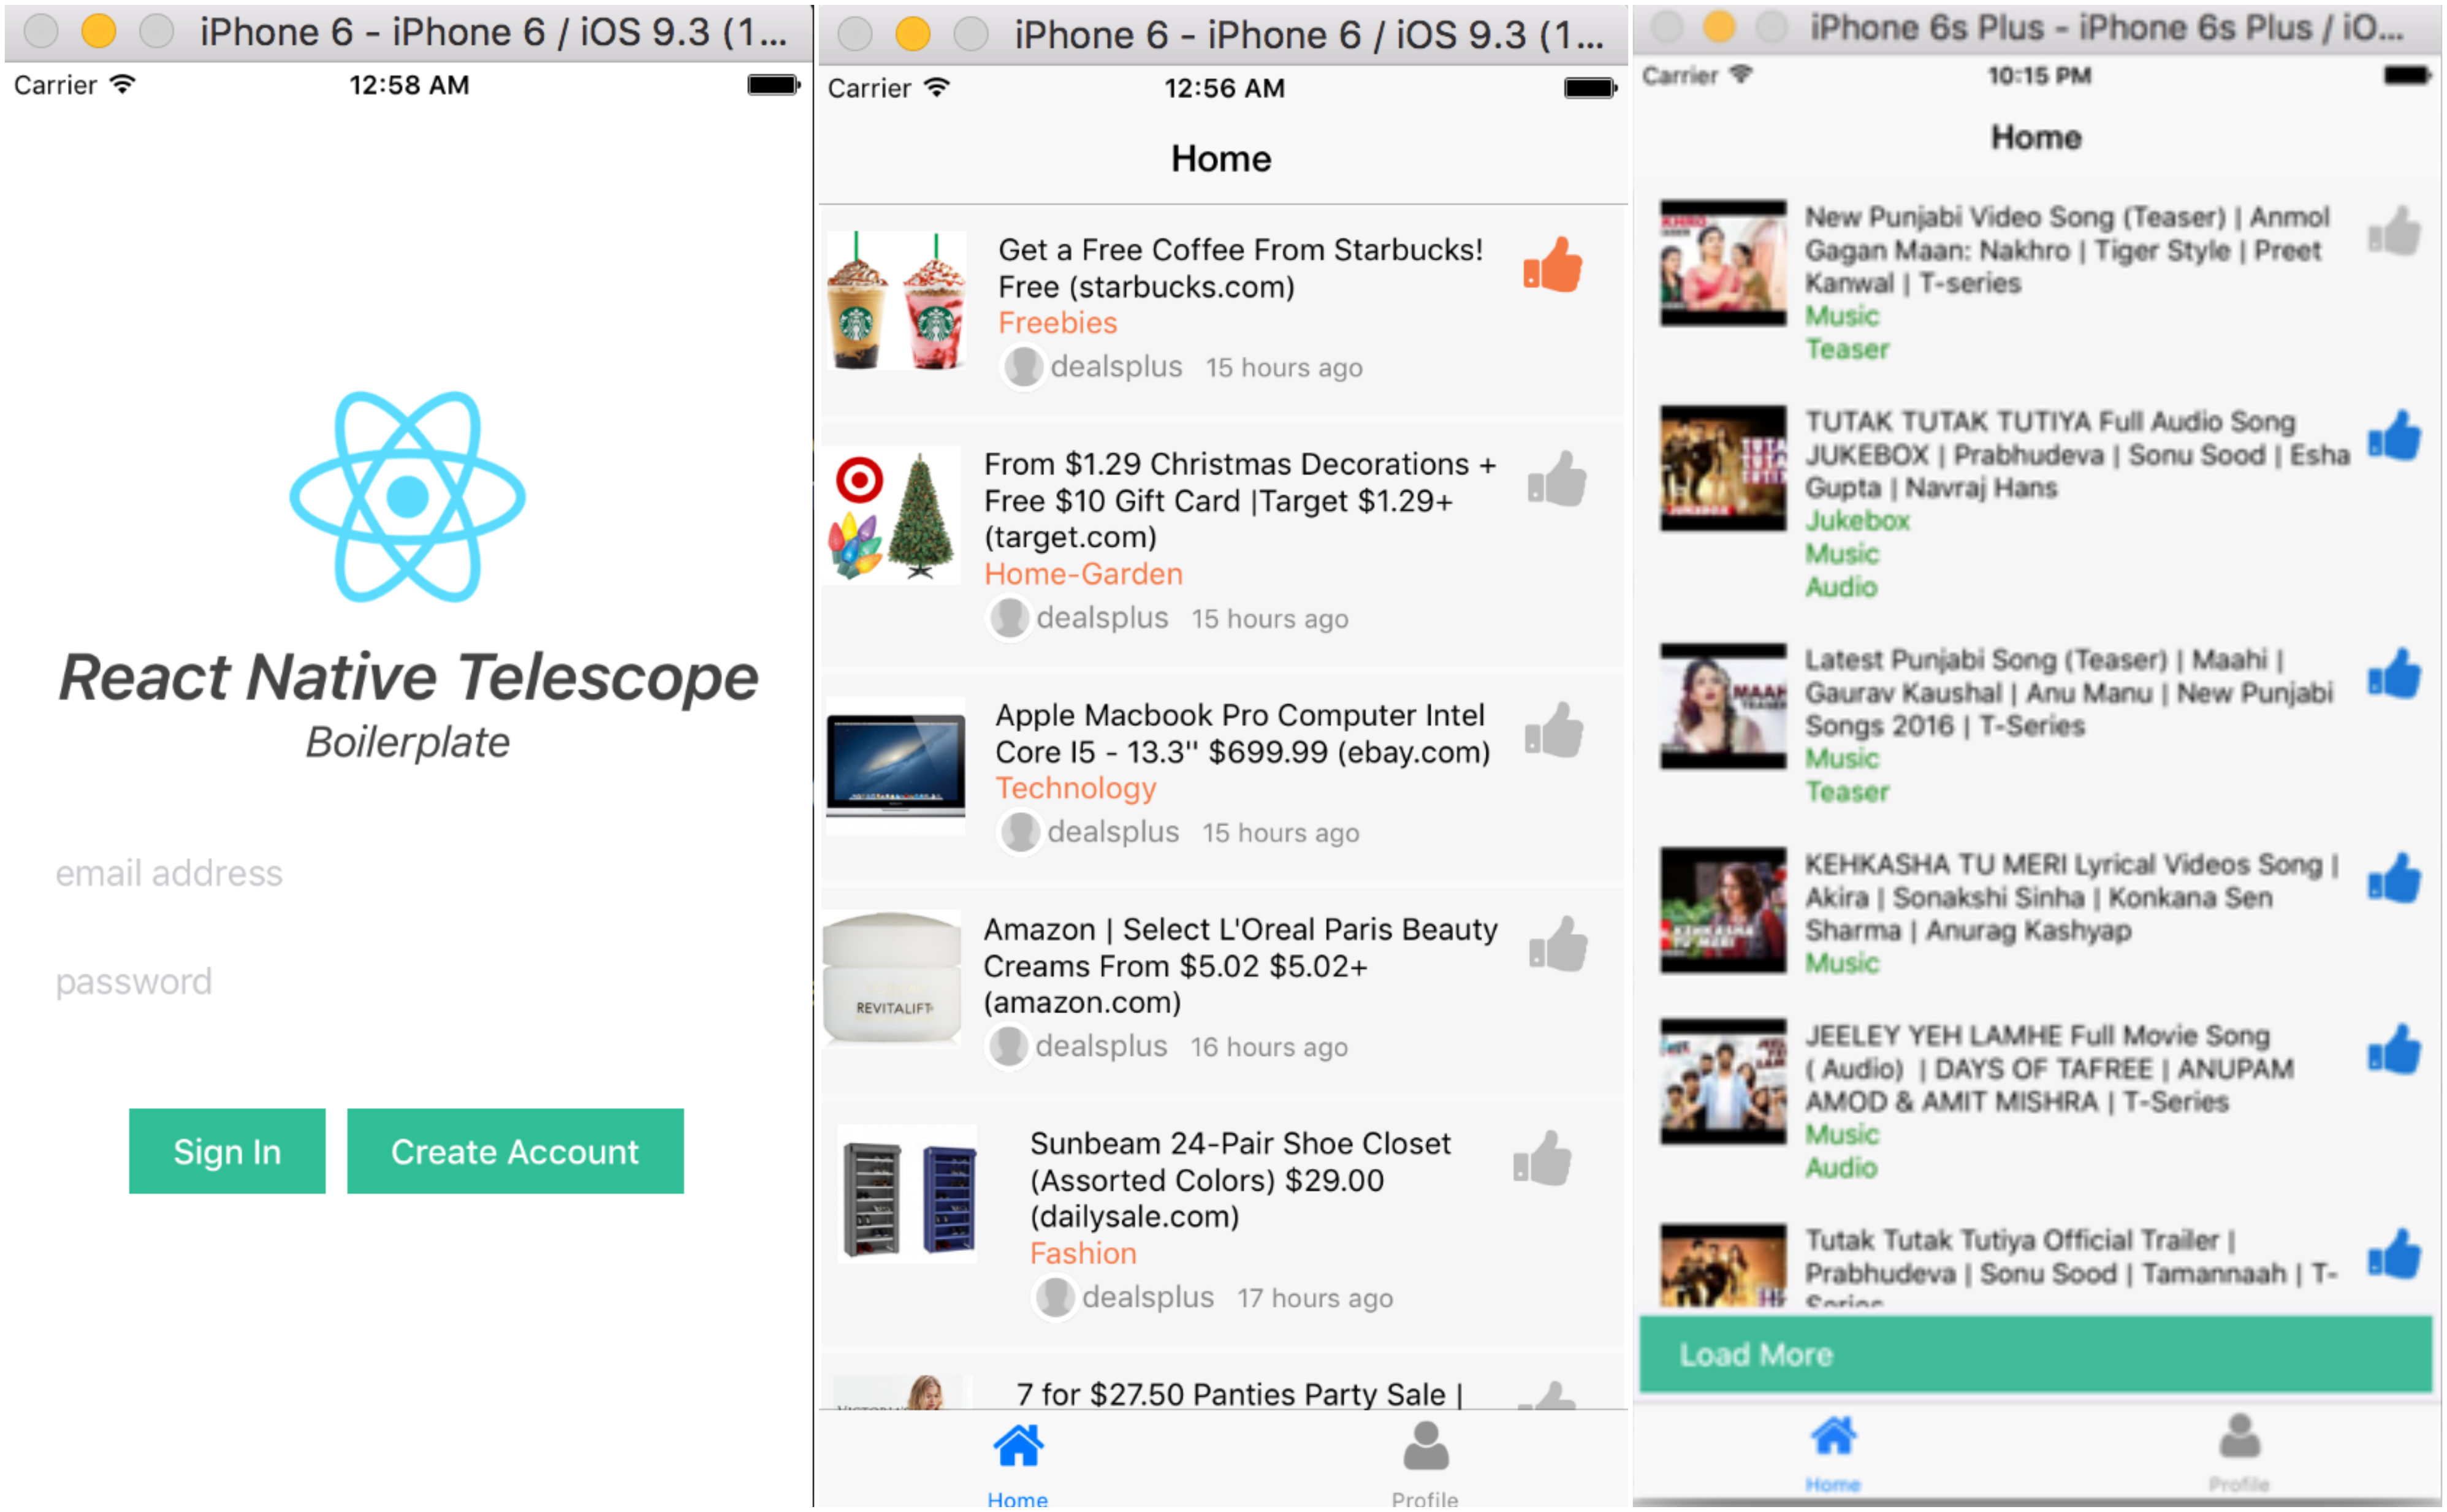 iPhone 6 - iPhone 6 / iOS 9.3 (1...
Carrier
12:58 AM
React Native Telescope
Boilerplate
email address
password
Sign In
Create Account
iPhone 6 - iPhone 6 / iOS 9.3 (1...
Carrier
12:56 AM
Home
Get a Free Coffee From Starbucks!
Free (starbucks.com)
Freebies
dealsplus 15 hours ago
From $1.29 Christmas Decorations +
Free $10 Gift Card |Target $1.29+
(target.com)
Home-Garden
dealsplus 15 hours ago
Apple Macbook Pro Computer Intel
Core I5 - 13.3" $699.99 (ebay.com)
Technology
dealsplus 15 hours ago
REVITALIFT
Amazon | Select L'Oreal Paris Beauty
Creams From $5.02 $5.02+
(amazon.com)
dealsplus 16 hours ago
Sunbeam 24-Pair Shoe Closet
(Assorted Colors) $29.00
(dailysale.com)
Fashion
dealsplus 17 hours ago
7 for $27.50 Panties Party Sale |
Home
Profile
iPhone 6s Plus - iPhone 6s Plus / iO...
Carrier
10:15 PM
Home
New Punjabi Video Song (Teaser) | Anmol
Gagan Maan: Nakhro | Tiger Style | Preet
Kanwal | T-series
Music
Teaser
TUTAK TUTAK TUTIYA Full Audio Song
JUKEBOX | Prabhudeva | Sonu Sood | Esha
Gupta | Navraj Hans
Jukebox
Music
Audio
Latest Punjabi Song (Teaser) | Maahi |
Gaurav Kaushal | Anu Manu | New Punjabi
Songs 2016 | T-Series
Music
Teaser
KEHKASHA TU MERI Lyrical Videos Song |
Akira | Sonakshi Sinha | Konkana Sen
Sharma | Anurag Kashyap
Music
JEELEY YEH LAMHE Full Movie Song
( Audio) | DAYS OF TAFREE | ANUPAM
AMOD & AMIT MISHRA | T-Series
Music
Audio
Tutak Tutak Tutiya Official Trailer |
Prabhudeva | Sonu Sood | Tamannaah | T-
Series
Load More
Home
Profile